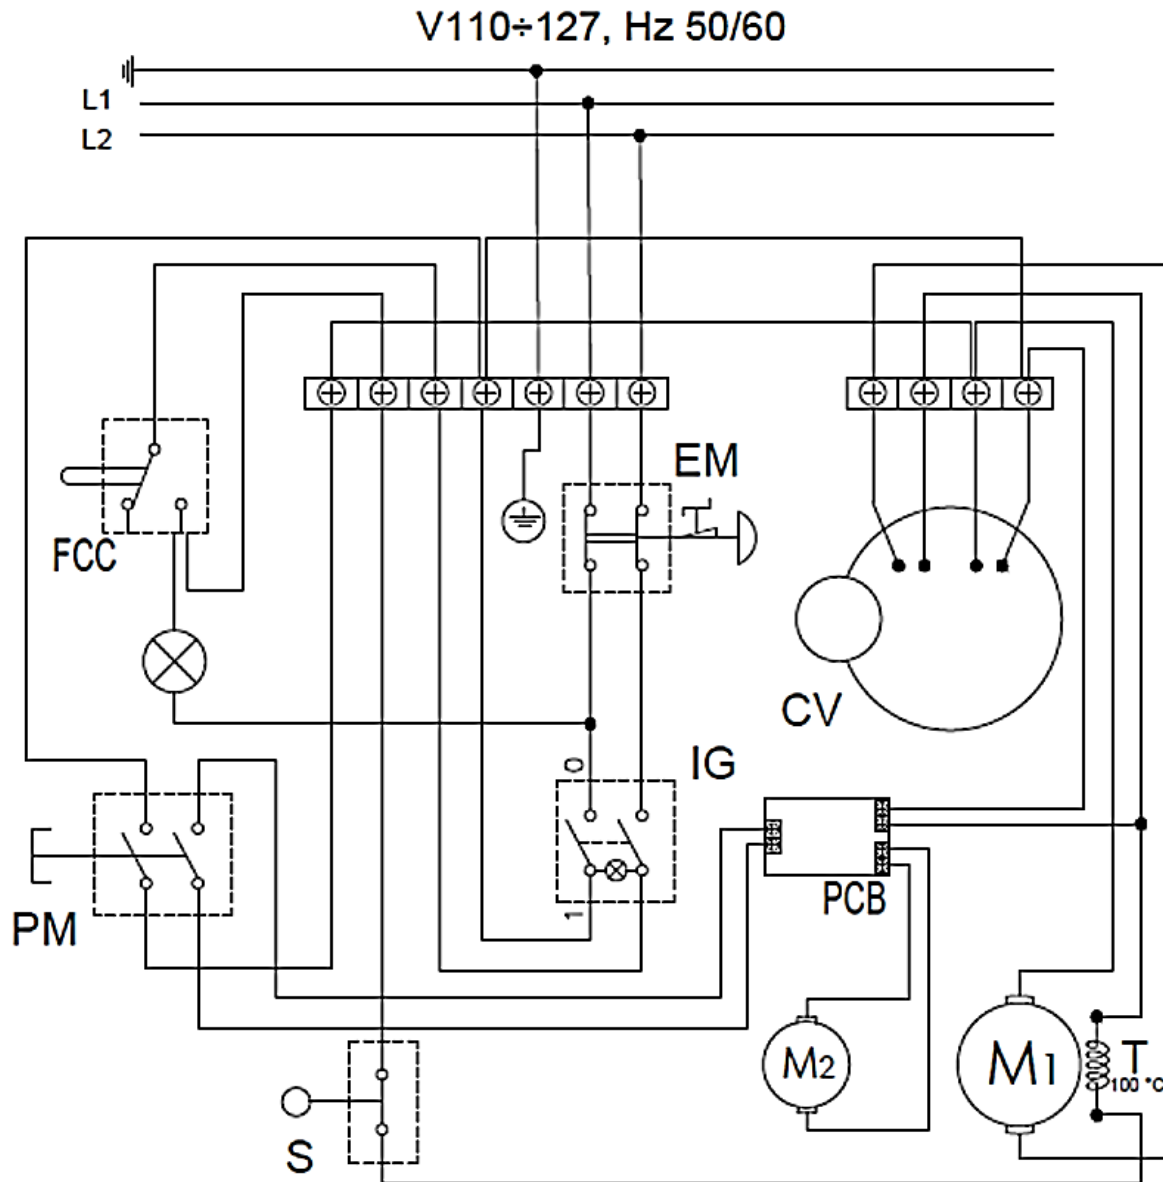 V110÷127, Hz 50/60
L1
L2
EM
FCC
CV
0
IG
PCB
PM
1
M2
M1
T
100 °C
S